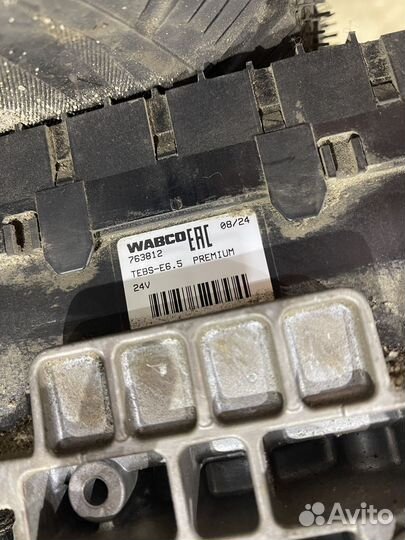 WABCO EAC 08/24
763812
TEBS-E6.5 PREMIUM
24V
Avito